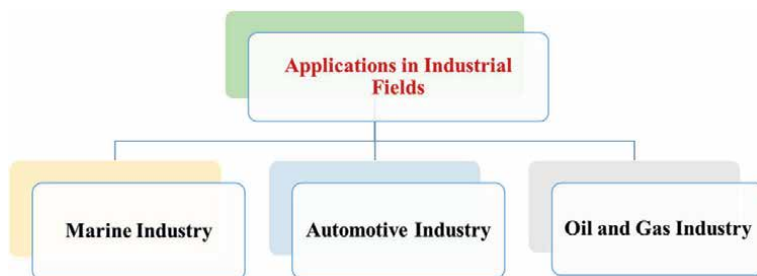 Applications in Industrial
Fields
Marine Industry
Automotive Industry
Oil and Gas Industry